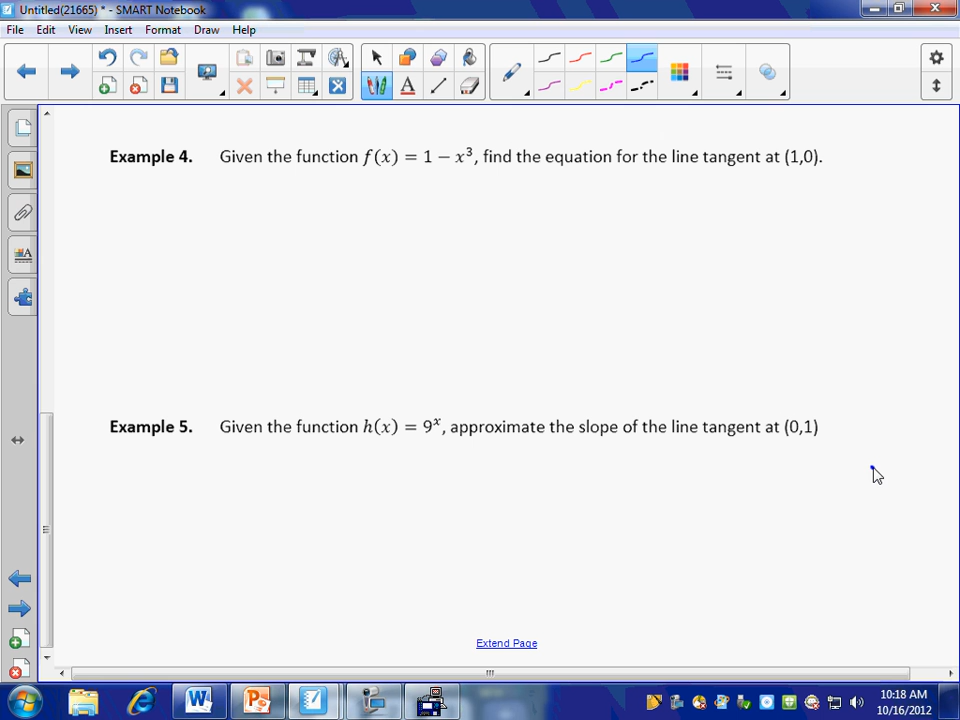 Untitled(21665) * - SMART Notebook
File Edit View Insert Format Draw Help
Example 4. Given the function f(x) = 1 − x³, find the equation for the line tangent at (1,0).
Example 5. Given the function h(x) = 9ˣ, approximate the slope of the line tangent at (0,1)
Extend Page
10:18 AM
10/16/2012